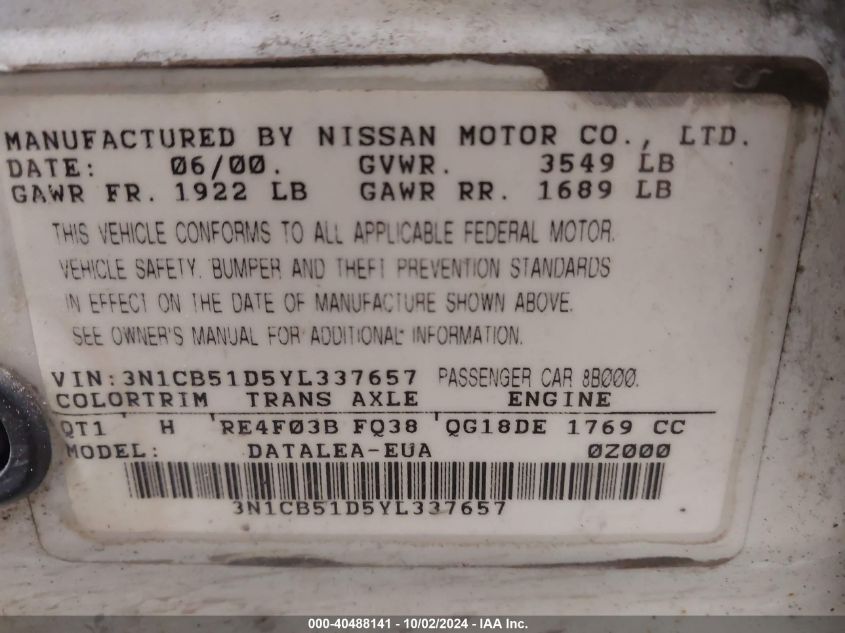 MANUFACTURED BY NISSAN MOTOR CO., LTD.
DATE: 06/00. GVWR. 3549 LB
GAWR FR. 1922 LB GAWR RR. 1689 LB
THIS VEHICLE CONFORMS TO ALL APPLICABLE FEDERAL MOTOR
VEHICLE SAFETY. BUMPER AND THEFT PREVENTION STANDARDS
IN EFFECT ON THE DATE OF MANUFACTURE SHOWN ABOVE.
SEE OWNER'S MANUAL FOR ADDITIONAL INFORMATION.
VIN:3N1CB51D5YL337657 PASSENGER CAR 8B000.
COLORTRIM TRANS AXLE ENGINE
QT1 H RE4F03B FQ38 QG18DE 1769 CC
MODEL: DATALEA-EUA 0Z000
3N1CB51D5YL337657
000-40488141 - 10/02/2024 - IAA Inc.